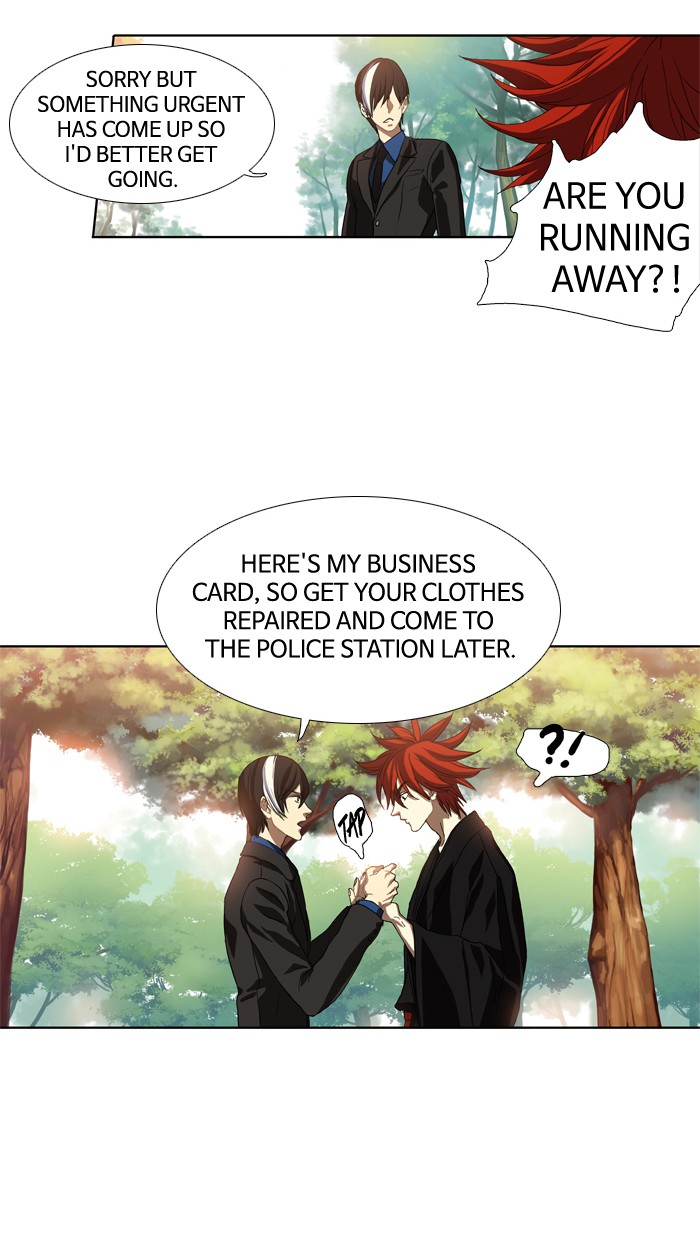 SORRY BUT
SOMETHING URGENT
HAS COME UP SO
I'D BETTER GET
GOING.
ARE YOU
RUNNING
AWAY?!
HERE'S MY BUSINESS
CARD, SO GET YOUR CLOTHES
REPAIRED AND COME TO
THE POLICE STATION LATER.
?!
TAP